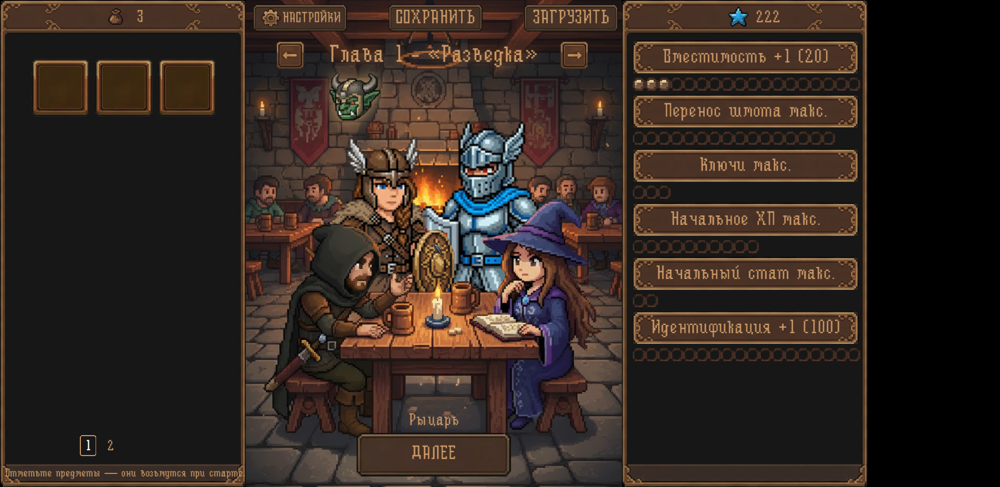 3
НАСТРОЙКИ
СОХРАНИТЬ
ЗАГРУЗИТЬ
222
Глава 1 - «Разведка»
Вместимость +1 (20)
Перенос шмота макс.
Ключи макс.
Начальное ХП макс.
Начальный стат макс.
Идентификация +1 (100)
Рыцарь
ДАЛЕЕ
1 2
Отметьте предметы — они возьмутся при старте